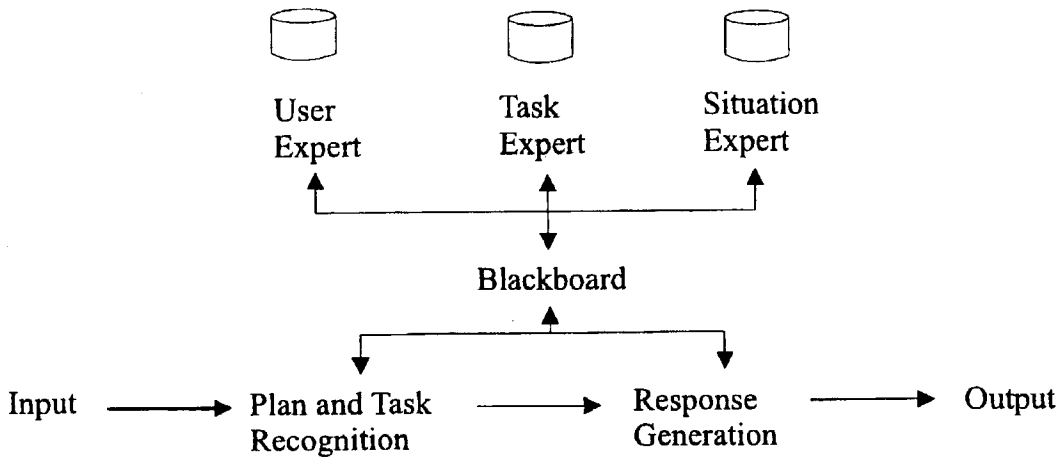 User
Expert
Task
Expert
Situation
Expert
Blackboard
Input
Plan and Task
Recognition
Response
Generation
Output